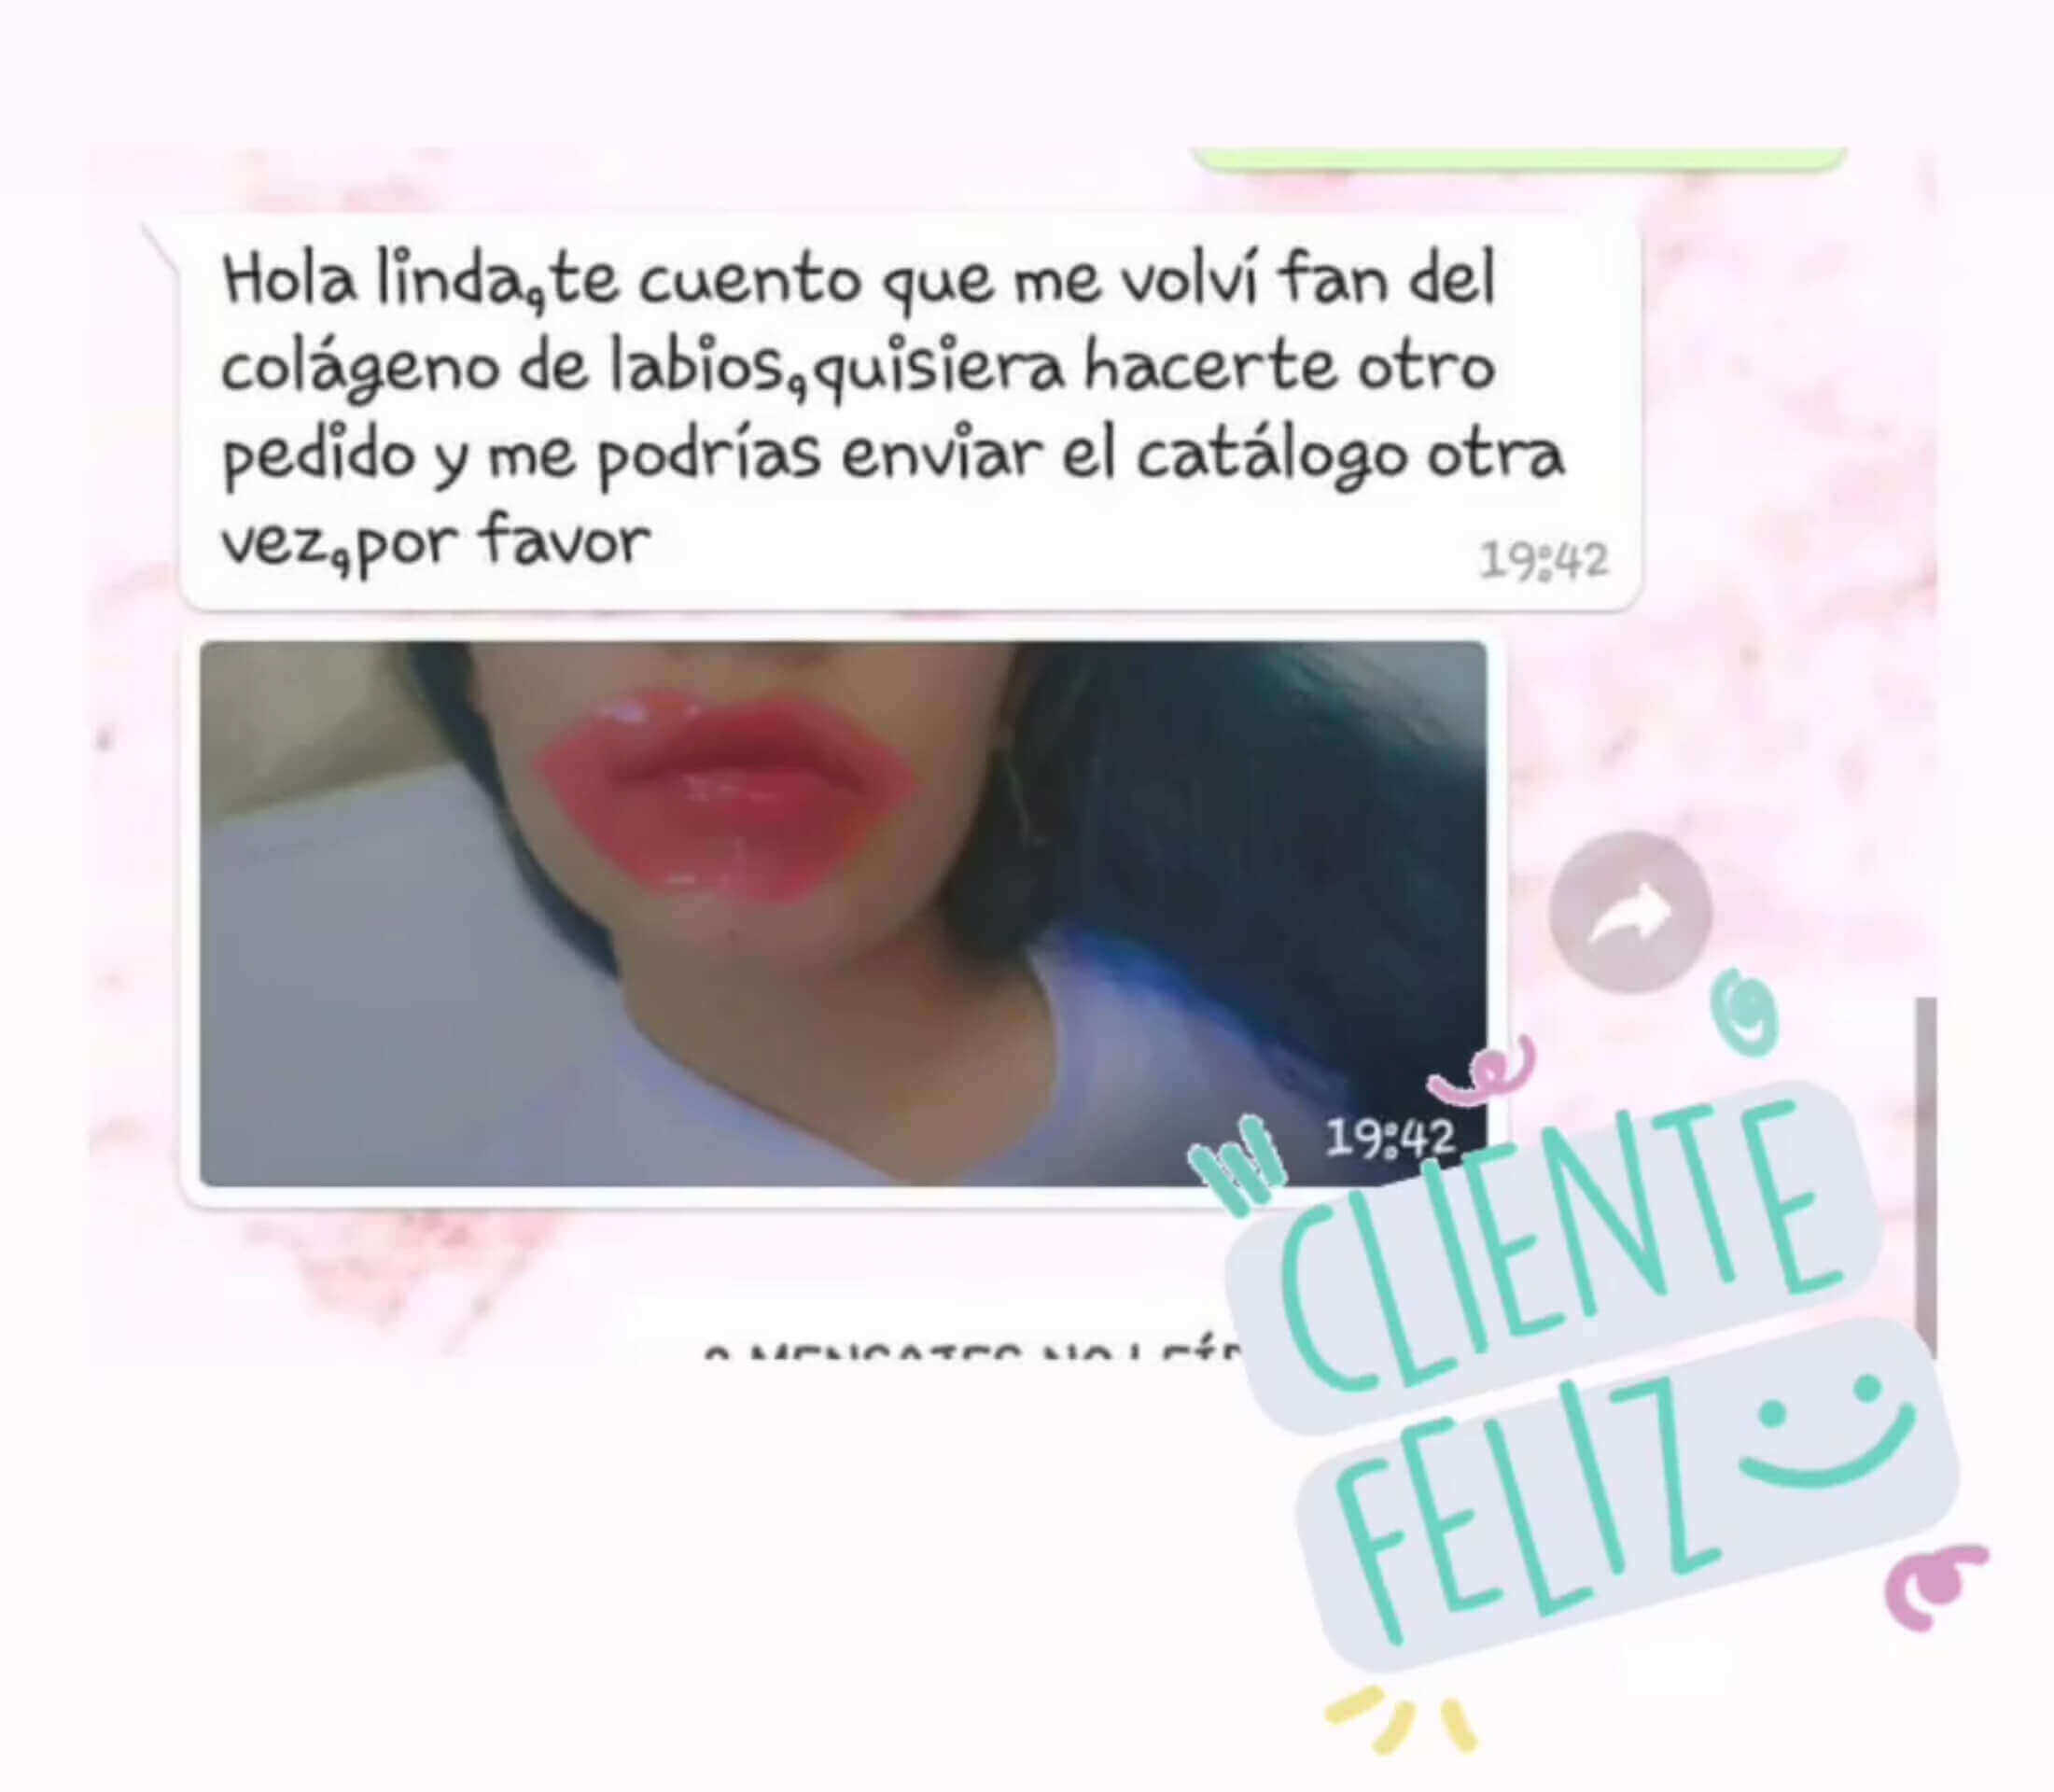 Hola linda,te cuento que me volví fan del
colágeno de labios,quisiera hacerte otro
pedido y me podrías enviar el catálogo otra
vez,por favor
19:42
19:42
CLIENTE
FELIZ